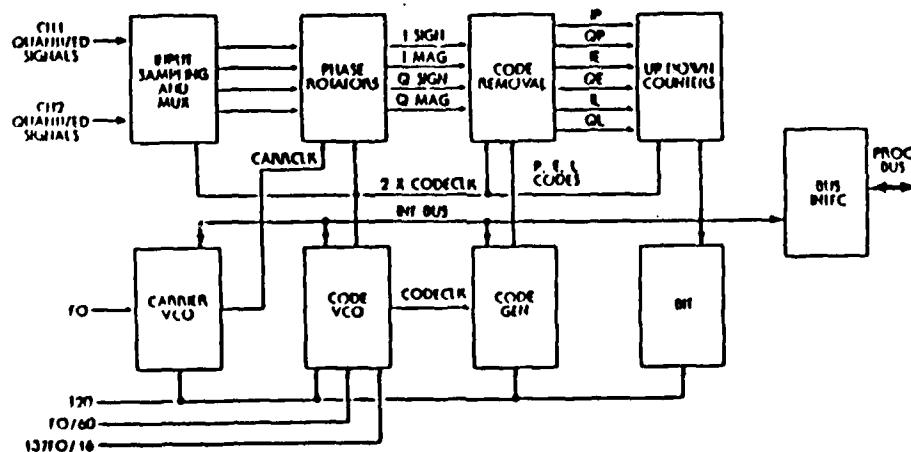 CH1
QUANTIZED
SIGNALS
INPUT
SAMPLING
AND
MUX
PHASE
ROTATORS
I SIGN
I MAG
Q SIGN
Q MAG
CODE
REMOVAL
IP
QP
IE
QE
IL
QL
UP DOWN
COUNTERS
CH2
QUANTIZED
SIGNALS
CARRCLK
2 X CODECLK
P, E, L
CODES
INT BUS
BUS
INTFC
PROC
BUS
FO
CARRIER
VCO
CODE
VCO
CODECLK
CODE
GEN
BIT
FO/60
137FO/16